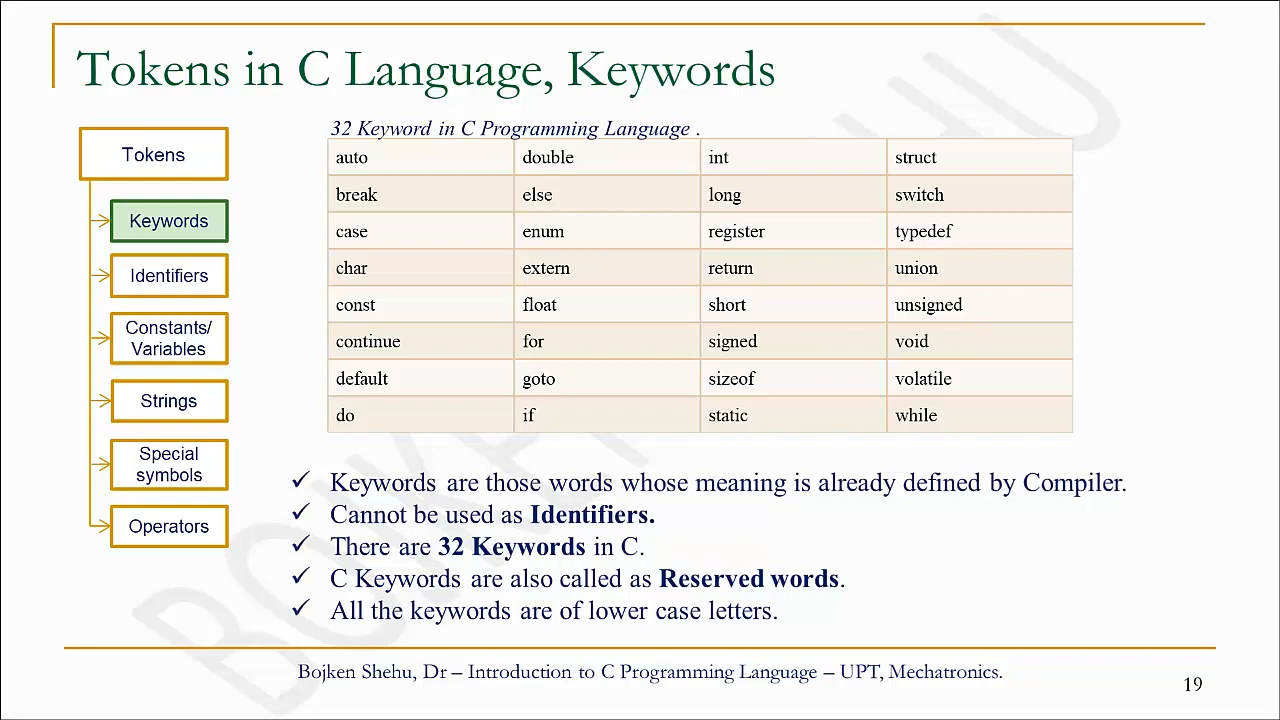 Tokens in C Language, Keywords
Tokens
Keywords
Identifiers
Constants/
Variables
Strings
Special
symbols
Operators
32 Keyword in C Programming Language .
auto double int struct
break else long switch
case enum register typedef
char extern return union
const float short unsigned
continue for signed void
default goto sizeof volatile
do if static while
✓ Keywords are those words whose meaning is already defined by Compiler.
✓ Cannot be used as Identifiers.
✓ There are 32 Keywords in C.
✓ C Keywords are also called as Reserved words.
✓ All the keywords are of lower case letters.
Bojken Shehu, Dr – Introduction to C Programming Language – UPT, Mechatronics.
19